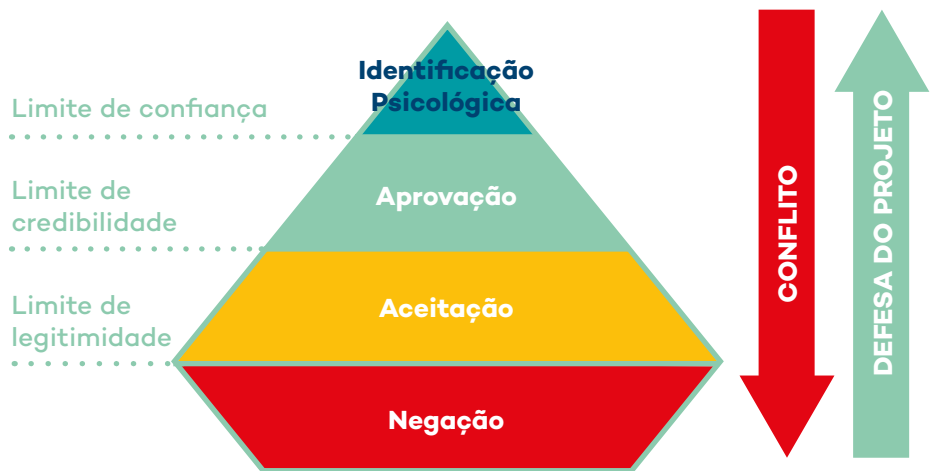 Identificação
Psicológica
Limite de confiança
Limite de
credibilidade
Aprovação
Limite de
legitimidade
Aceitação
Negação
CONFLITO
DEFESA DO PROJETO